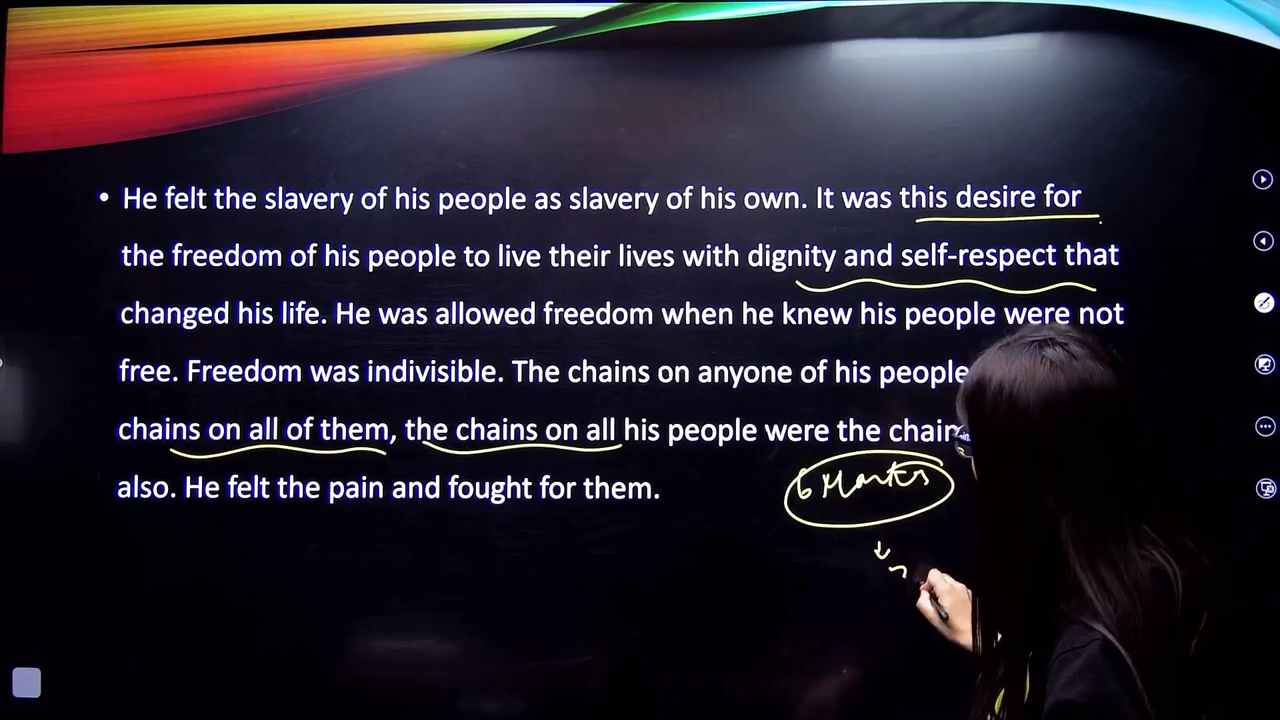 • He felt the slavery of his people as slavery of his own. It was this desire for
the freedom of his people to live their lives with dignity and self-respect that
changed his life. He was allowed freedom when he knew his people were not
free. Freedom was indivisible. The chains on anyone of his people
chains on all of them, the chains on all his people were the chain
also. He felt the pain and fought for them.
6 Marks